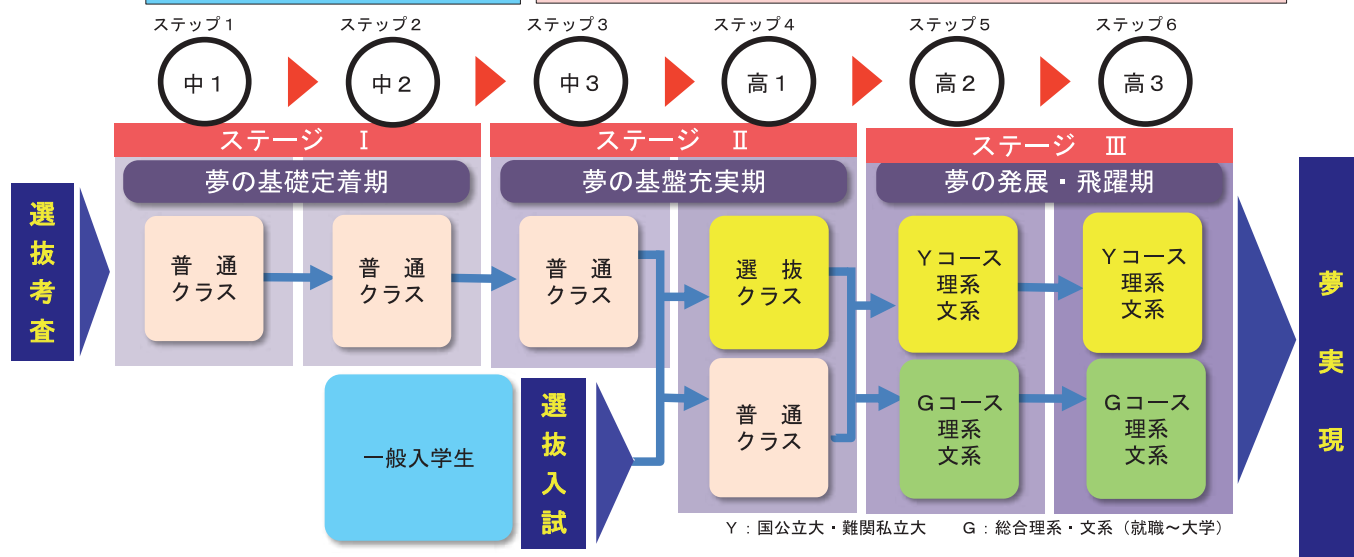 ステップ1
ステップ2
ステップ3
ステップ4
ステップ5
ステップ6
中1
中2
中3
高1
高2
高3
ステージ Ⅰ
ステージ Ⅱ
ステージ Ⅲ
夢の基礎定着期
夢の基盤充実期
夢の発展・飛躍期
選抜考査
普 通
クラス
普 通
クラス
普 通
クラス
選 抜
クラス
Yコース
理系
文系
Yコース
理系
文系
普 通
クラス
Gコース
理系
文系
Gコース
理系
文系
一般入学生
選抜入試
夢実現
Y：国公立大・難関私立大 G：総合理系・文系（就職～大学）